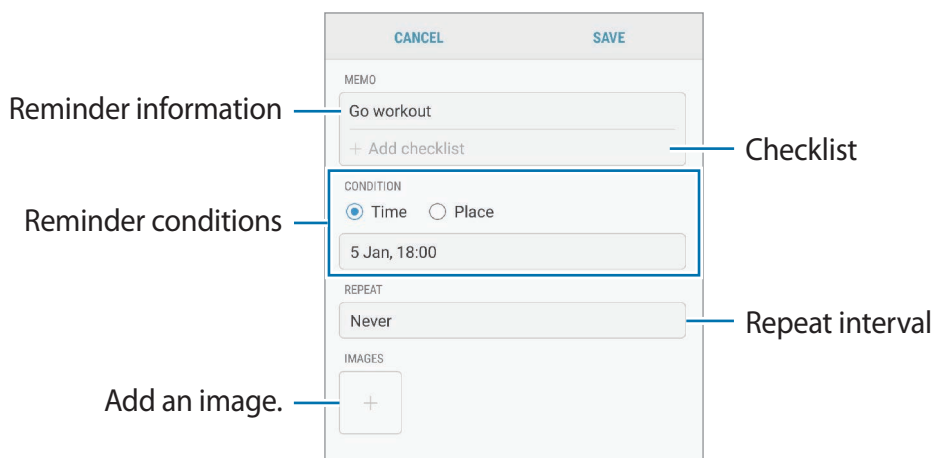 CANCEL SAVE
MEMO
Reminder information
Go workout
+ Add checklist
Checklist
CONDITION
Time Place
Reminder conditions
5 Jan, 18:00
REPEAT
Never
Repeat interval
IMAGES
Add an image.
+